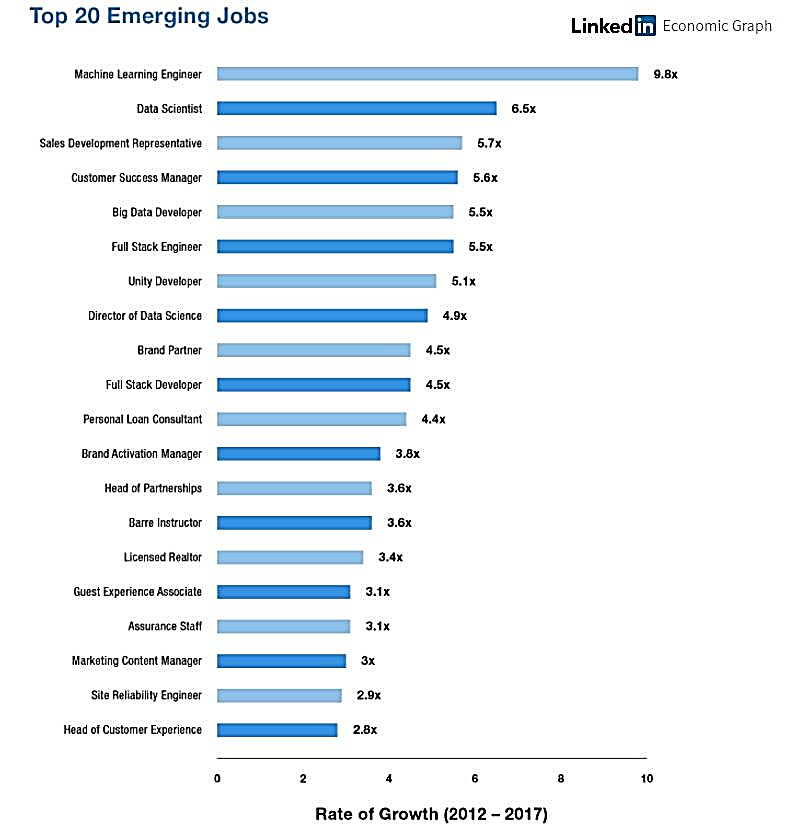 Top 20 Emerging Jobs
Linkedin Economic Graph
Machine Learning Engineer 9.8x
Data Scientist 6.5x
Sales Development Representative 5.7x
Customer Success Manager 5.6x
Big Data Developer 5.5x
Full Stack Engineer 5.5x
Unity Developer 5.1x
Director of Data Science 4.9x
Brand Partner 4.5x
Full Stack Developer 4.5x
Personal Loan Consultant 4.4x
Brand Activation Manager 3.8x
Head of Partnerships 3.6x
Barre Instructor 3.6x
Licensed Realtor 3.4x
Guest Experience Associate 3.1x
Assurance Staff 3.1x
Marketing Content Manager 3x
Site Reliability Engineer 2.9x
Head of Customer Experience 2.8x
0 2 4 6 8 10
Rate of Growth (2012 – 2017)